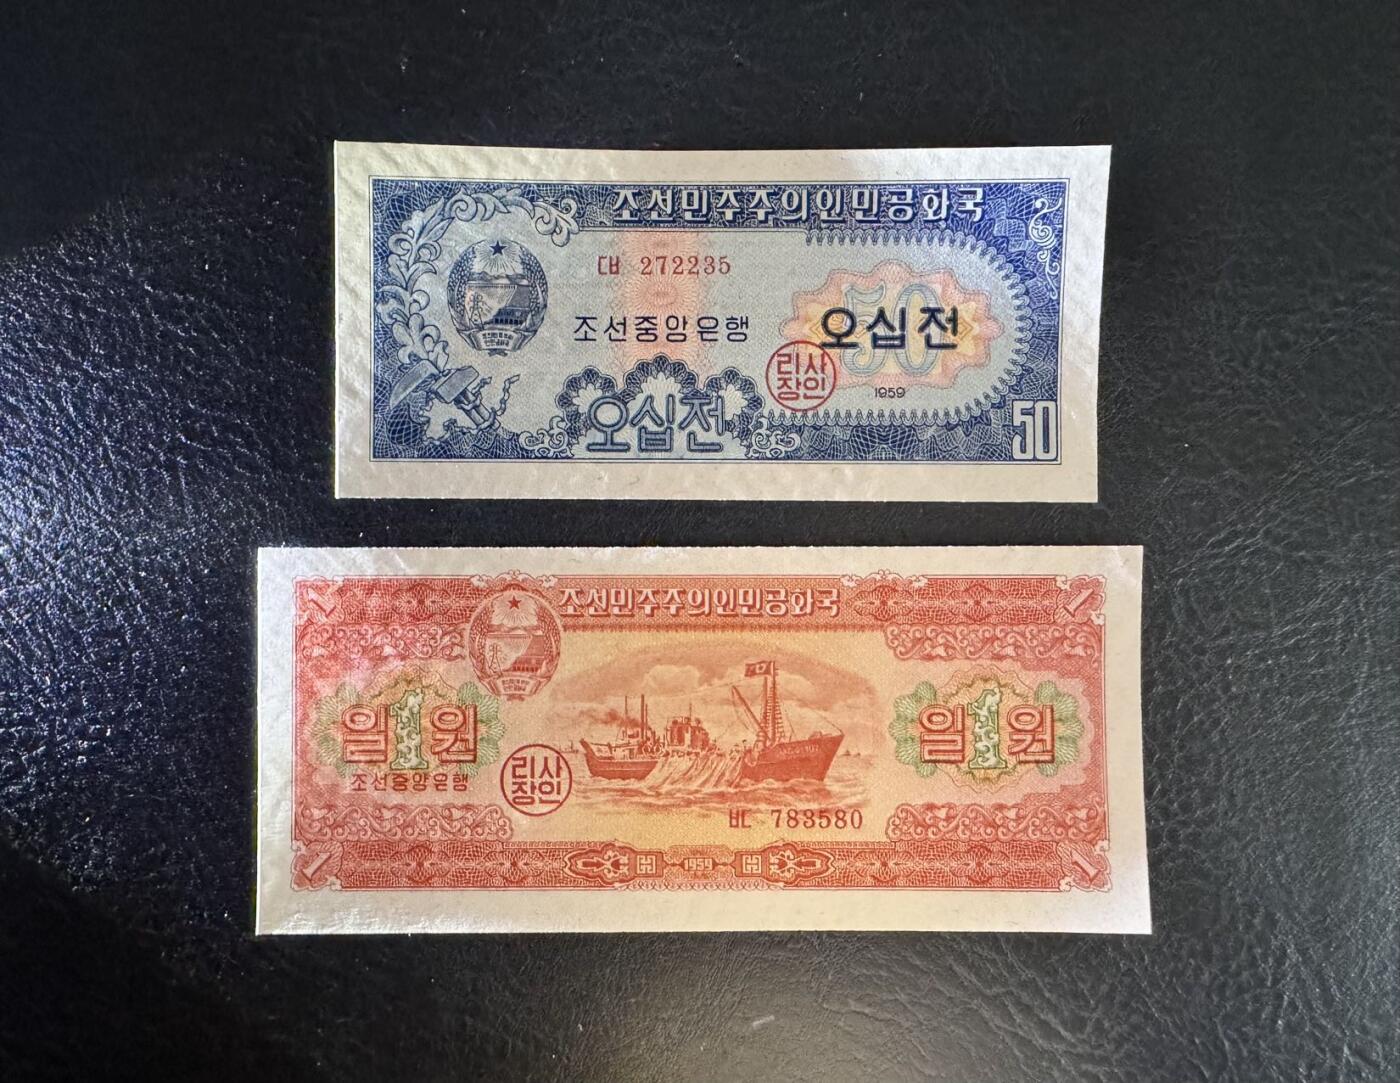 조선민주주의인민공화국
대 272235
50
오십전
조선중앙은행
리사
장인
1959
오십전
50
1
조선민주주의인민공화국
1
일1원
일1원
조선중앙은행
리사
장인
ㅂㄴ 783580
1
1959
1